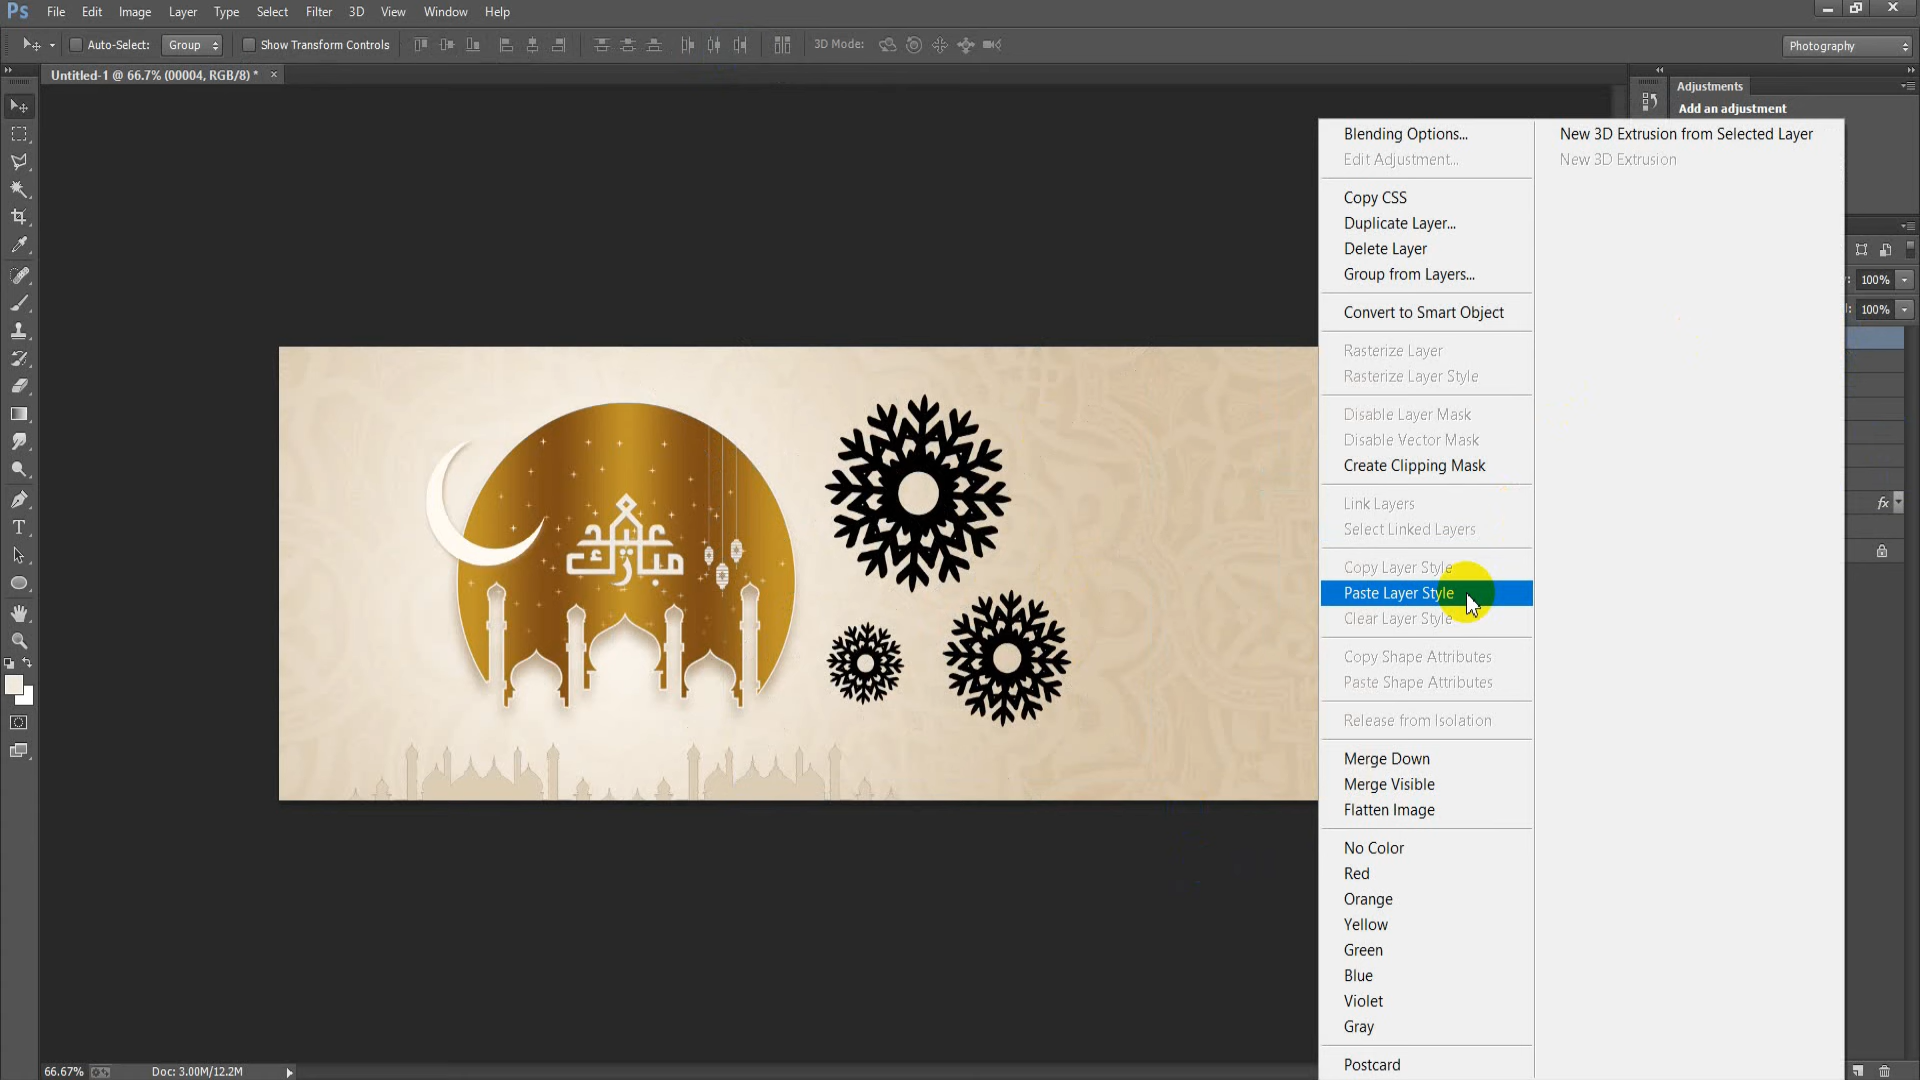 Ps File Edit Image Layer Type Select Filter 3D View Window Help
Auto-Select: Group Show Transform Controls 3D Mode: Photography
Untitled-1 @ 66.7% (00004, RGB/8) * ×
Adjustments
Add an adjustment
Blending Options...
Edit Adjustment...
Copy CSS
Duplicate Layer...
Delete Layer
Group from Layers...
Convert to Smart Object
Rasterize Layer
Rasterize Layer Style
Disable Layer Mask
Disable Vector Mask
Create Clipping Mask
Link Layers
Select Linked Layers
Copy Layer Style
Paste Layer Style
Clear Layer Style
Copy Shape Attributes
Paste Shape Attributes
Release from Isolation
Merge Down
Merge Visible
Flatten Image
No Color
Red
Orange
Yellow
Green
Blue
Violet
Gray
Postcard
New 3D Extrusion from Selected Layer
New 3D Extrusion
100%
100%
fx
عيد
مبارك
66.67% Doc: 3.00M/12.2M